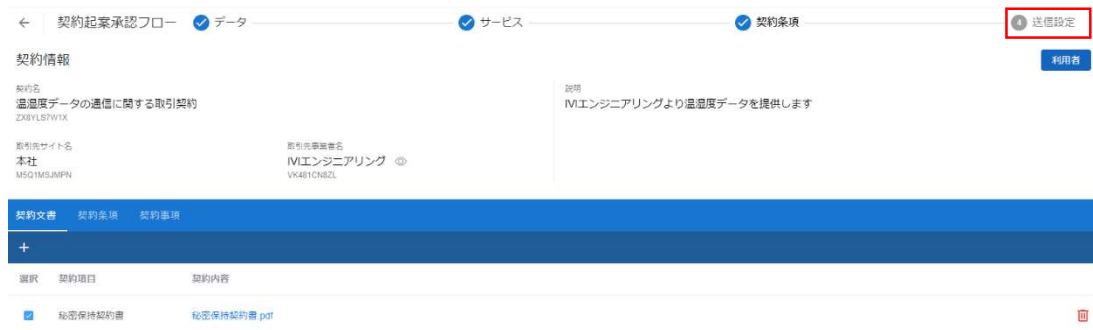 ← 契約起案承認フロー データ サービス 契約条項 4 送信設定
契約情報 利用者
契約名 説明
温湿度データの通信に関する取引契約 IVIエンジニアリングより温湿度データを提供します
ZX8YLS7W1X
取引先サイト名 取引先事業者名
本社 IVIエンジニアリング
M5Q1MSJMPN VK481CN8ZL
契約文書 契約条項 契約事項
+
選択 契約項目 契約内容
秘密保持契約書 秘密保持契約書.pdf